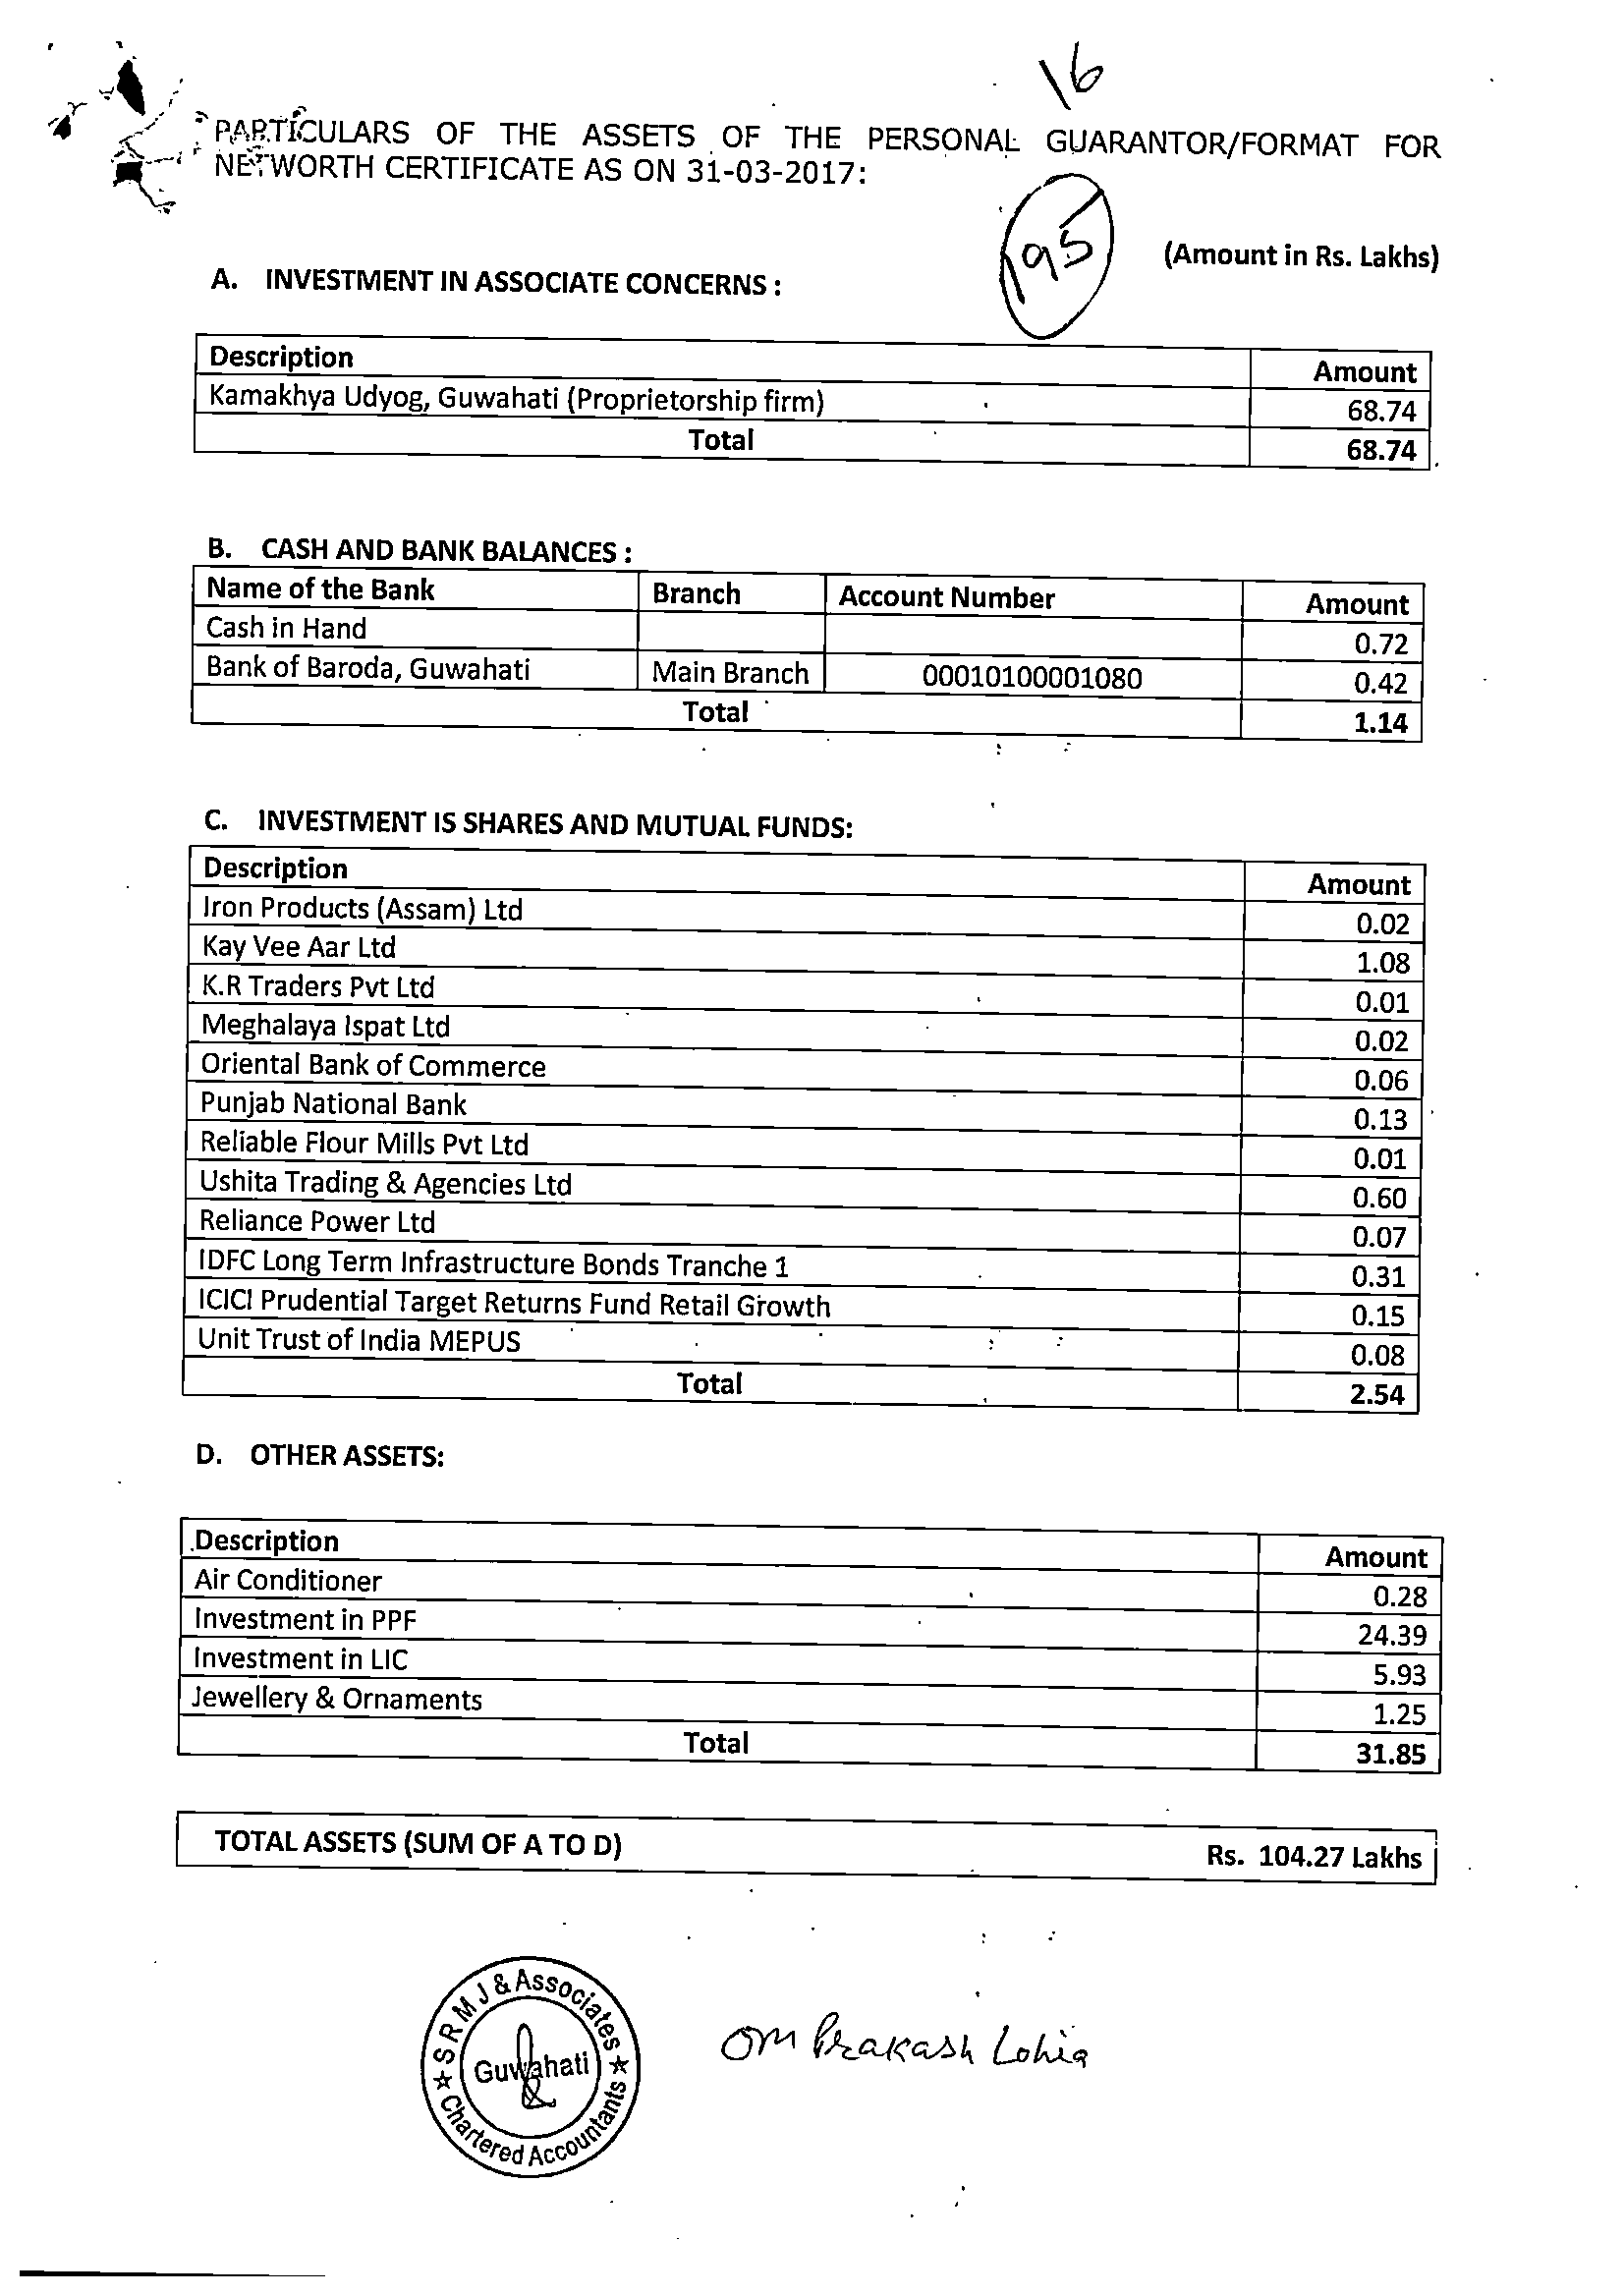 16
PARTICULARS OF THE ASSETS OF THE PERSONAL GUARANTOR/FORMAT FOR
NETWORTH CERTIFICATE AS ON 31-03-2017:
195
(Amount in Rs. Lakhs)
A. INVESTMENT IN ASSOCIATE CONCERNS :
Description Amount
Kamakhya Udyog, Guwahati (Proprietorship firm) 68.74
Total 68.74
B. CASH AND BANK BALANCES :
Name of the Bank Branch Account Number Amount
Cash in Hand 0.72
Bank of Baroda, Guwahati Main Branch 00010100001080 0.42
Total 1.14
C. INVESTMENT IS SHARES AND MUTUAL FUNDS:
Description Amount
Iron Products (Assam) Ltd 0.02
Kay Vee Aar Ltd 1.08
K.R Traders Pvt Ltd 0.01
Meghalaya Ispat Ltd 0.02
Oriental Bank of Commerce 0.06
Punjab National Bank 0.13
Reliable Flour Mills Pvt Ltd 0.01
Ushita Trading & Agencies Ltd 0.60
Reliance Power Ltd 0.07
IDFC Long Term Infrastructure Bonds Tranche 1 0.31
ICICI Prudential Target Returns Fund Retail Growth 0.15
Unit Trust of India MEPUS 0.08
Total 2.54
D. OTHER ASSETS:
Description Amount
Air Conditioner 0.28
Investment in PPF 24.39
Investment in LIC 5.93
Jewellery & Ornaments 1.25
Total 31.85
TOTAL ASSETS (SUM OF A TO D) Rs. 104.27 Lakhs
S R M J & Associates
Guwahati
Chartered Accountants
OM Prakash Lohia